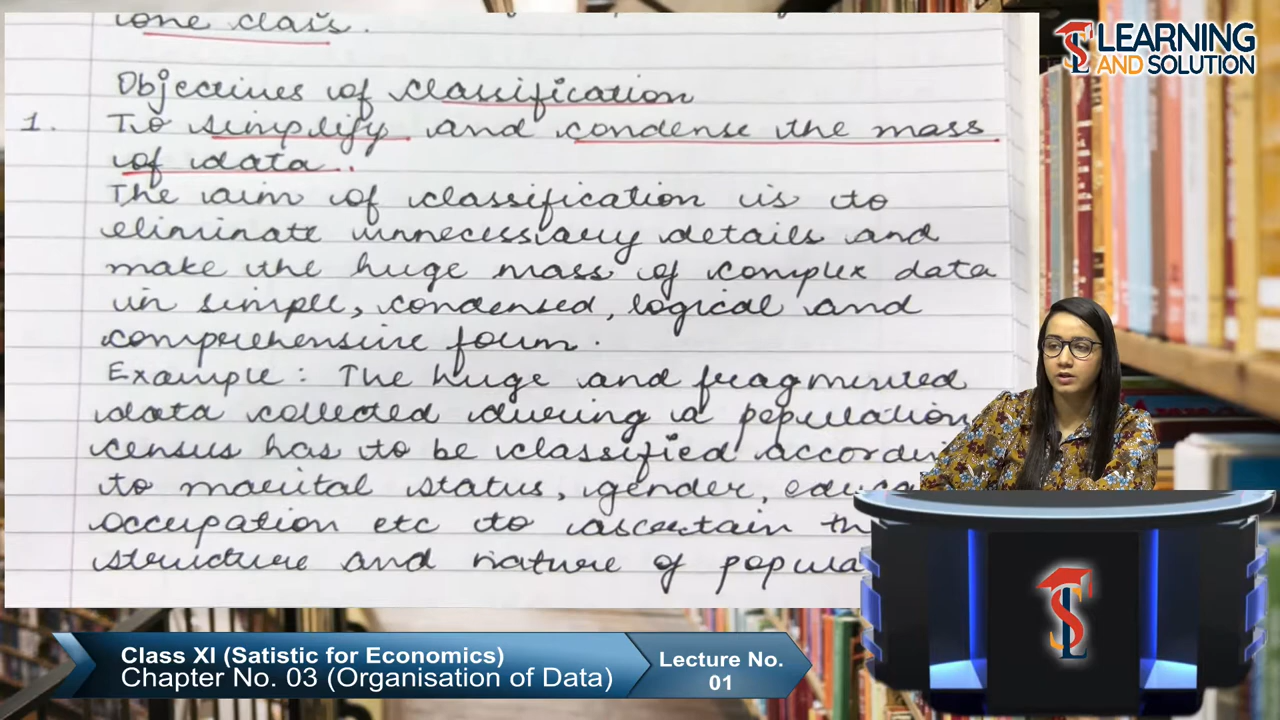 one class.
Objectives of classification
1. To simplify and condense the mass
of data.
The aim of classification is to
eliminate unnecessary details and
make the huge mass of complex data
in simple, condensed, logical and
comprehensive form.
Example: The huge and fragmented
data collected during a population
census has to be classified accordi
to marital status, gender, educa
occupation etc to ascertain th
structure and nature of popula
LEARNING
AND SOLUTION
Class XI (Satistic for Economics)
Chapter No. 03 (Organisation of Data)
Lecture No.
01